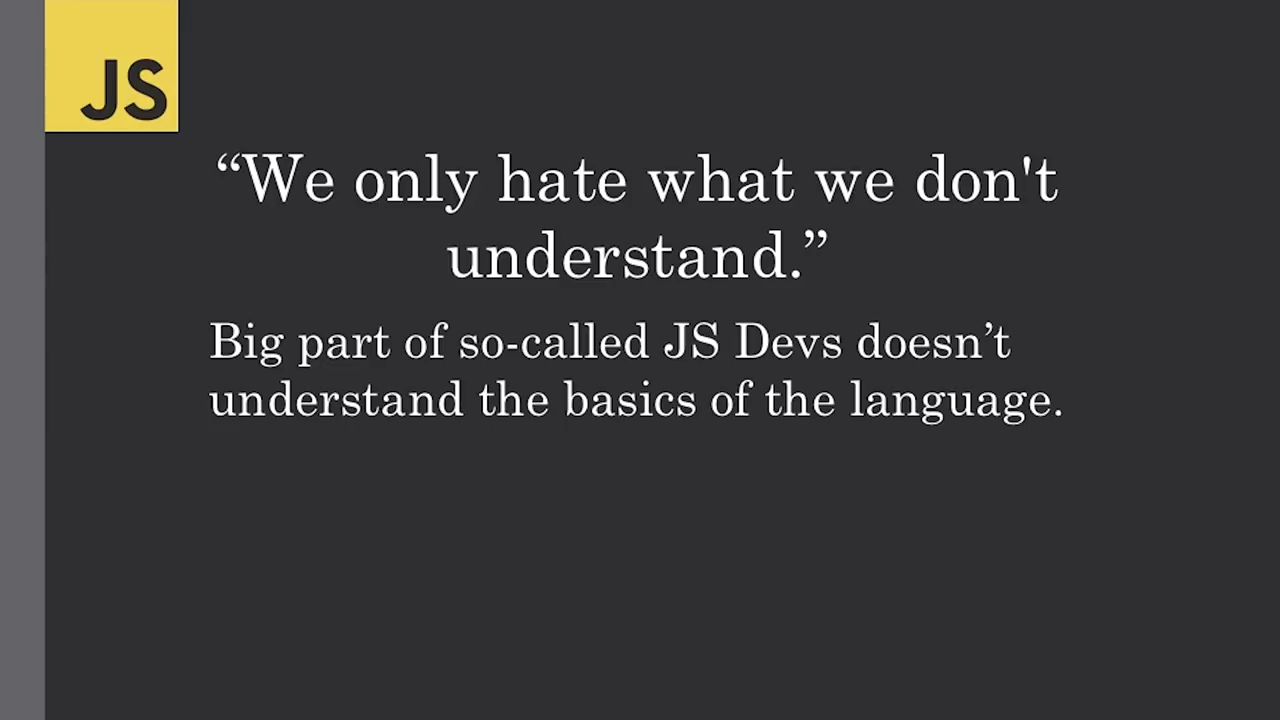 JS
“We only hate what we don't
understand.”
Big part of so-called JS Devs doesn’t
understand the basics of the language.